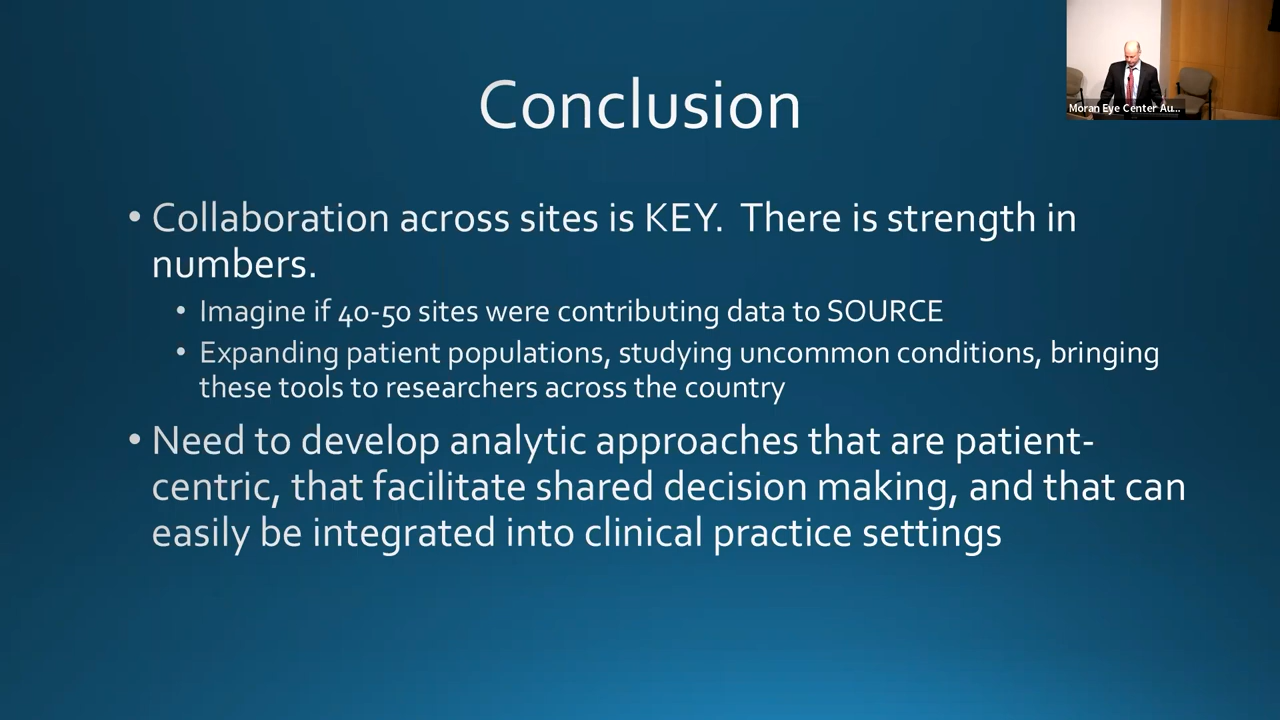 Moran Eye Center Au...
Conclusion
• Collaboration across sites is KEY. There is strength in
numbers.
• Imagine if 40-50 sites were contributing data to SOURCE
• Expanding patient populations, studying uncommon conditions, bringing
these tools to researchers across the country
• Need to develop analytic approaches that are patient-
centric, that facilitate shared decision making, and that can
easily be integrated into clinical practice settings